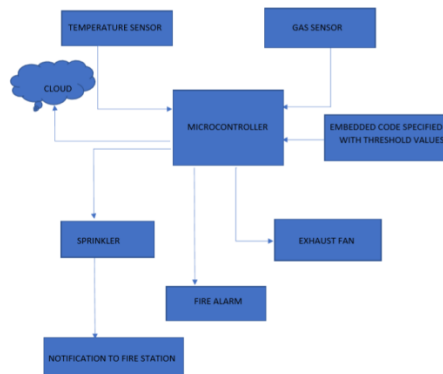 TEMPERATURE SENSOR
GAS SENSOR
CLOUD
MICROCONTROLLER
EMBEDDED CODE SPECIFIED
WITH THRESHOLD VALUES
SPRINKLER
EXHAUST FAN
FIRE ALARM
NOTIFICATION TO FIRE STATION